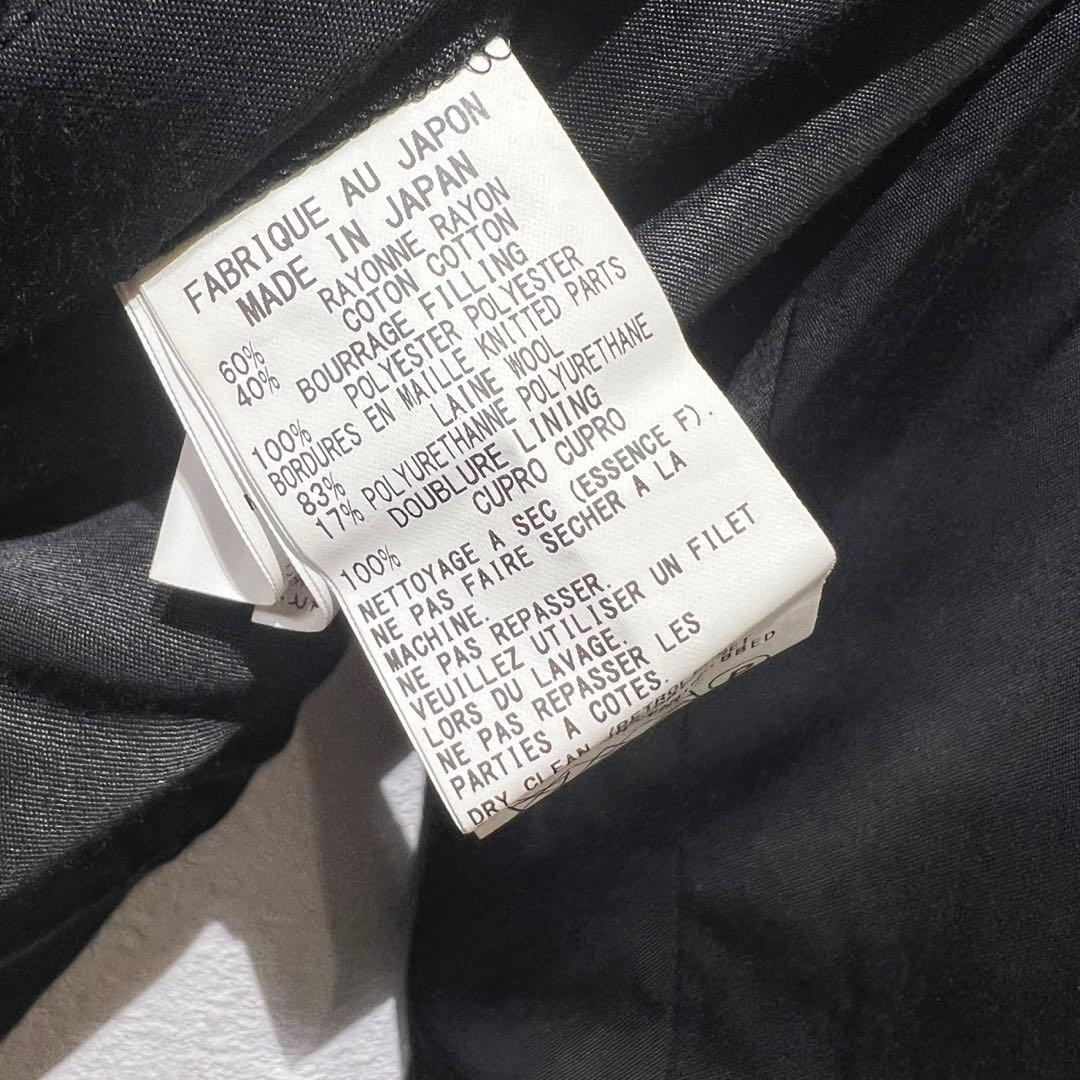 FABRIQUE AU JAPON
MADE IN JAPAN
60% RAYONNE RAYON
40% COTON COTTON
BOURRAGE FILLING
100% POLYESTER POLYESTER
BORDURES EN MAILLE KNITTED PARTS
83% LAINE WOOL
17% POLYURETHANNE POLYURETHANE
DOUBLURE LINING
100% CUPRO CUPRO
NETTOYAGE A SEC (ESSENCE F).
NE PAS FAIRE SECHER A LA
MACHINE.
NE PAS REPASSER.
VEUILLEZ UTILISER UN FILET
LORS DU LAVAGE.
NE PAS REPASSER LES
PARTIES A COTES.
DRY CLEAN